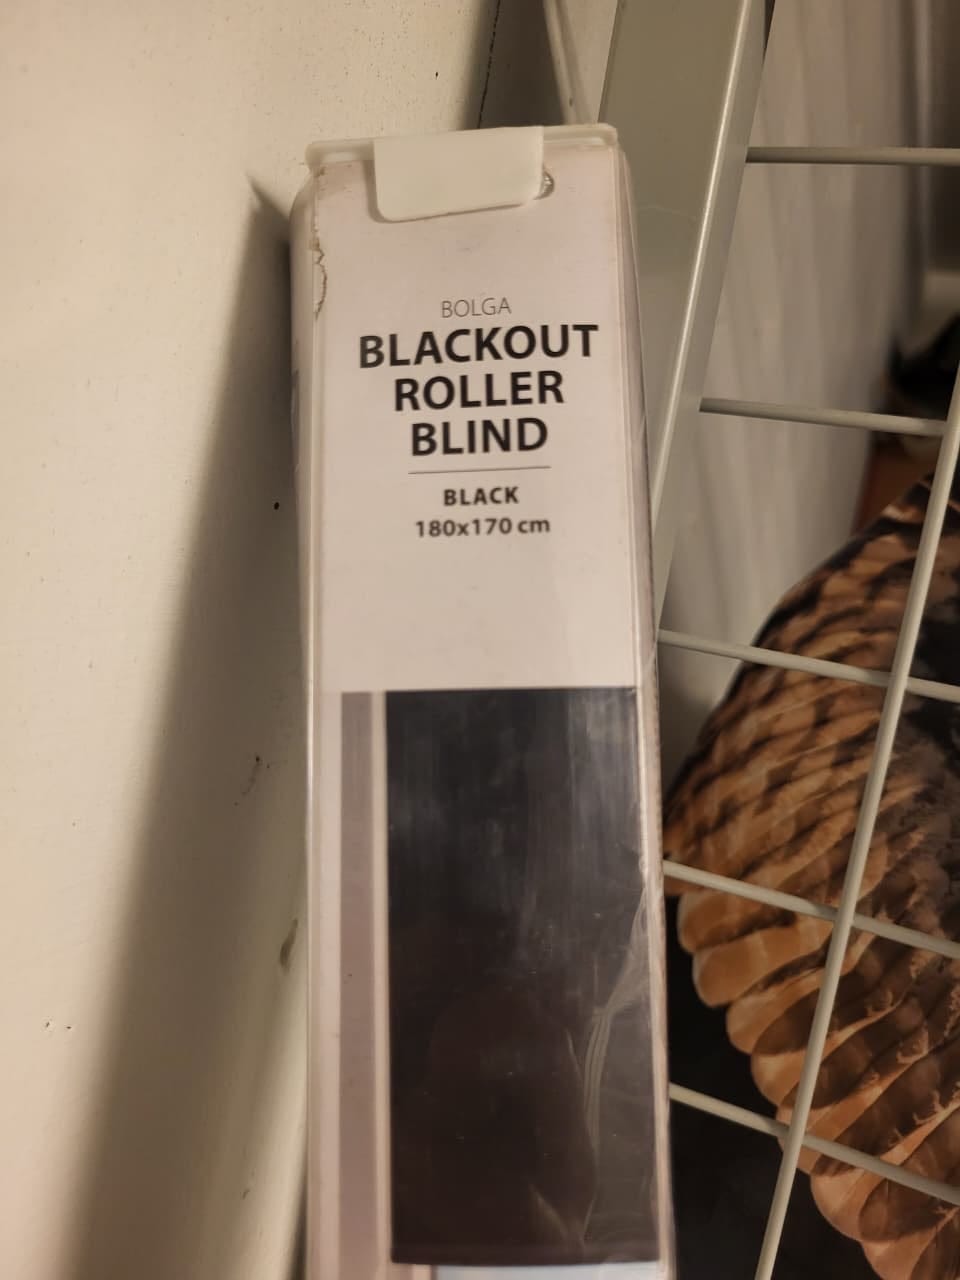 BOLGA
BLACKOUT
ROLLER
BLIND
BLACK
180x170 cm